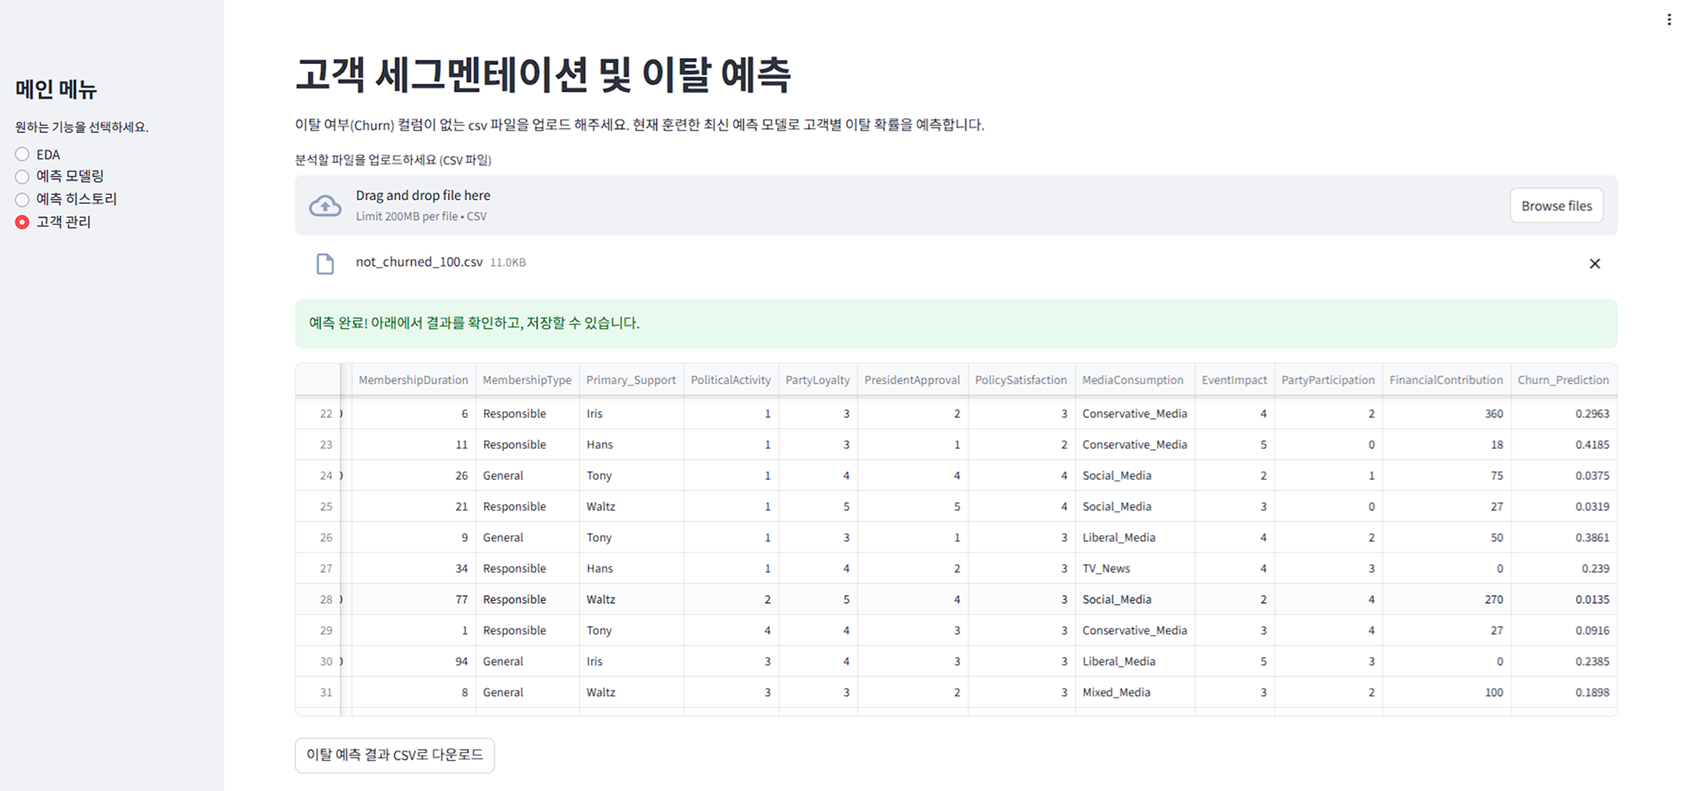 메인 메뉴
원하는 기능을 선택하세요.
EDA
예측 모델링
예측 히스토리
고객 관리
고객 세그멘테이션 및 이탈 예측
이탈 여부(Churn) 컬럼이 없는 csv 파일을 업로드 해주세요. 현재 훈련한 최신 예측 모델로 고객별 이탈 확률을 예측합니다.
분석할 파일을 업로드하세요 (CSV 파일)
Drag and drop file here
Limit 200MB per file • CSV
Browse files
not_churned_100.csv 11.0KB
예측 완료! 아래에서 결과를 확인하고, 저장할 수 있습니다.
MembershipDuration MembershipType Primary_Support PoliticalActivity PartyLoyalty PresidentApproval PolicySatisfaction MediaConsumption EventImpact PartyParticipation FinancialContribution Churn_Prediction
22 6 Responsible Iris 1 3 2 3 Conservative_Media 4 2 360 0.2963
23 11 Responsible Hans 1 3 1 2 Conservative_Media 5 0 18 0.4185
24 26 General Tony 1 4 4 4 Social_Media 2 1 75 0.0375
25 21 Responsible Waltz 1 5 5 4 Social_Media 3 0 27 0.0319
26 9 General Tony 1 3 1 3 Liberal_Media 4 2 50 0.3861
27 34 Responsible Hans 1 4 2 3 TV_News 4 3 0 0.239
28 77 Responsible Waltz 2 5 4 3 Social_Media 2 4 270 0.0135
29 1 Responsible Tony 4 4 3 3 Conservative_Media 3 4 27 0.0916
30 94 General Iris 3 4 3 3 Liberal_Media 5 3 0 0.2385
31 8 General Waltz 3 3 2 3 Mixed_Media 3 2 100 0.1898
이탈 예측 결과 CSV로 다운로드